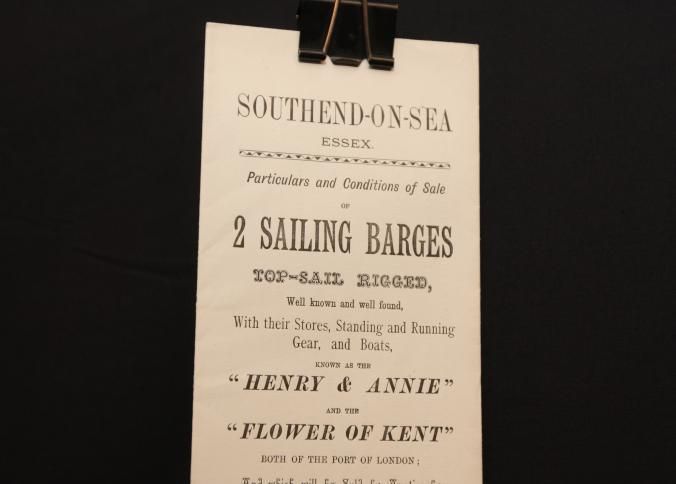 SOUTHEND-ON-SEA
ESSEX.
Particulars and Conditions of Sale
OF
2 SAILING BARGES
TOP-SAIL RIGGED,
Well known and well found,
With their Stores, Standing and Running
Gear, and Boats,
KNOWN AS THE
"HENRY & ANNIE"
AND THE
"FLOWER OF KENT"
BOTH OF THE PORT OF LONDON;